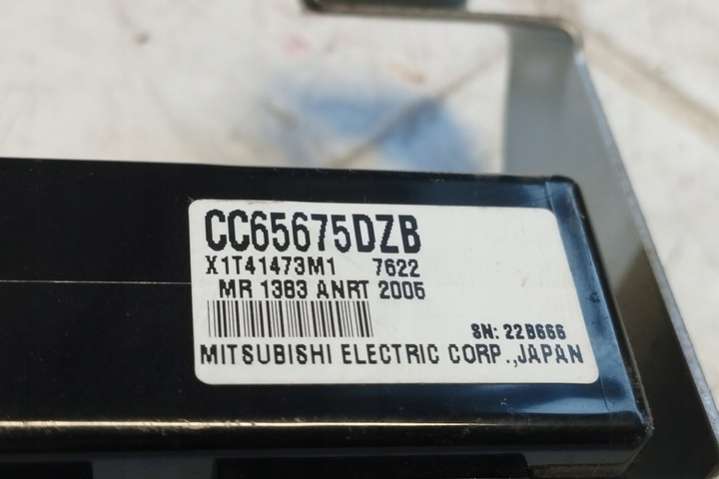 CC65675DZB
X1T41473M1 7622
MR 1383 ANRT 2005
SN: 22B666
MITSUBISHI ELECTRIC CORP.,JAPAN